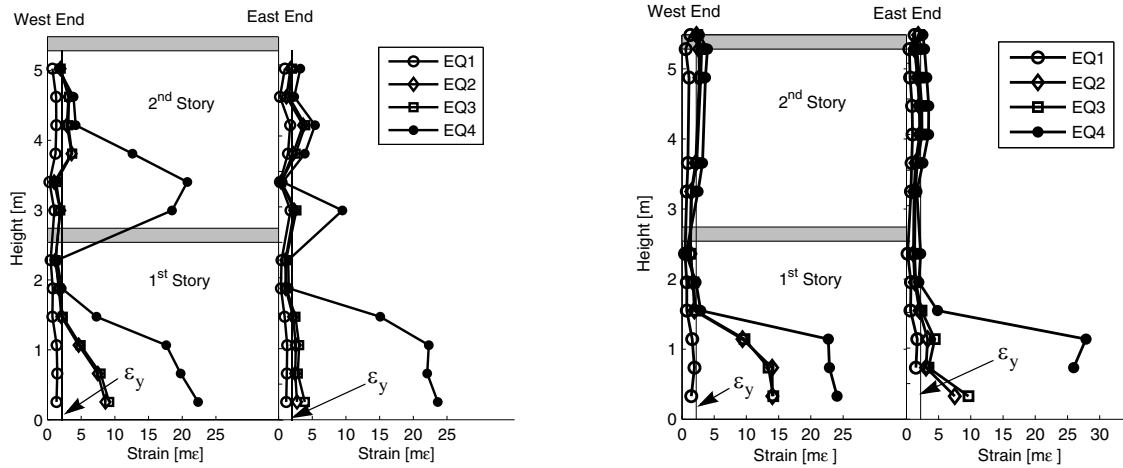 West End
East End
EQ1
EQ2
EQ3
EQ4
2nd Story
1st Story
εy
εy
Height [m]
5
4
3
2
1
0
0 5 10 15 20 25
0 5 10 15 20 25
Strain [mε]
Strain [mε]
West End
East End
EQ1
EQ2
EQ3
EQ4
2nd Story
1st Story
εy
εy
Height [m]
5
4
3
2
1
0
0 5 10 15 20 25
0 5 10 15 20 25 30
Strain [mε ]
Strain [mε ]